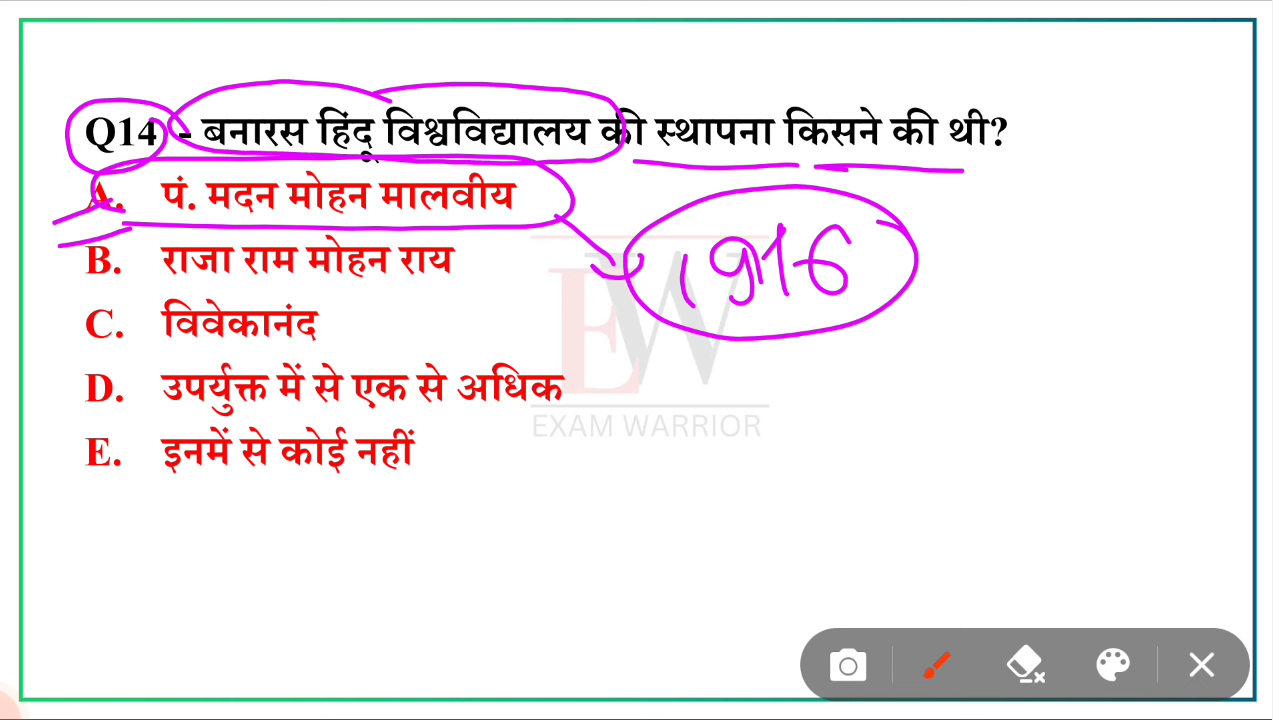 Q14 - बनारस हिंदू विश्वविद्यालय की स्थापना किसने की थी?
A. पं. मदन मोहन मालवीय
B. राजा राम मोहन राय
1916
C. विवेकानंद
D. उपर्युक्त में से एक से अधिक
E. इनमें से कोई नहीं
EW
EXAM WARRIOR